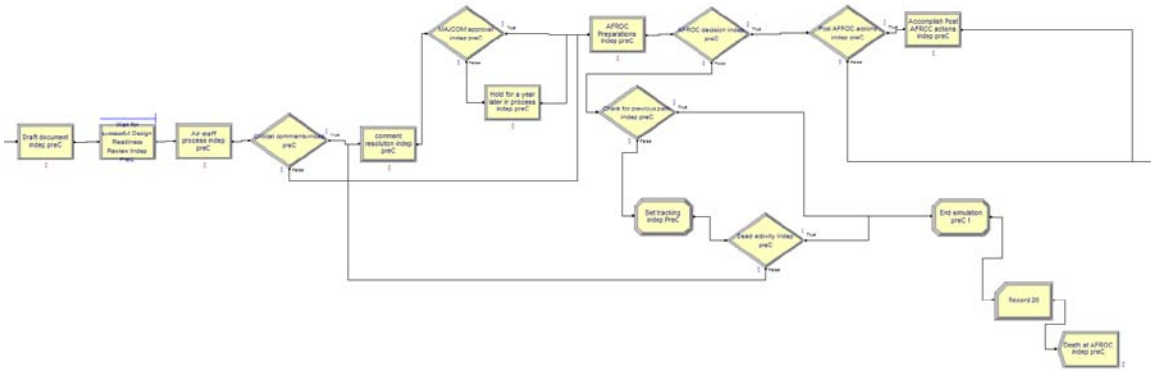 MAJCOM approval
indep preC
True
False
Hold for a year
later in process
indep preC
AFROC
Preparations
indep preC
AFROC decision indep
preC
True
False
Post AFROC actions
indep preC
True
False
Accomplish Post
AFROC actions
indep preC
Draft document
indep preC
Wait for
successful Design
Readiness
Review Indep
PreC
Air staff
process indep
preC
Critical comments indep
preC
True
False
comment
resolution indep
preC
Check for previous
indep preC
True
False
Set tracking
indep PreC
Dead activity indep
preC
True
False
End simulation
preC 1
Record 26
Death at AFROC
indep preC